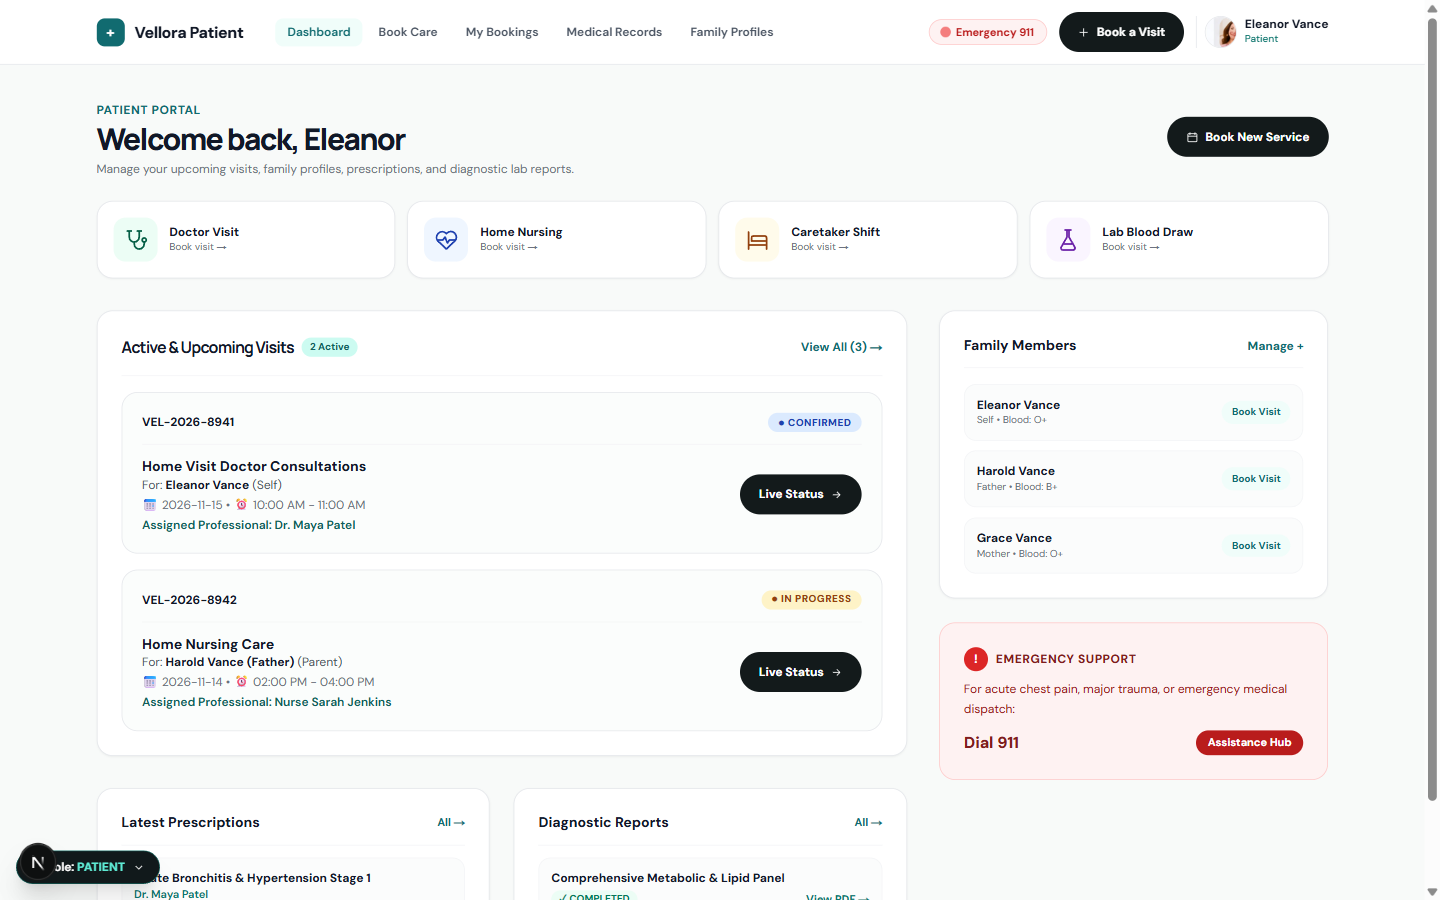 + Vellora Patient
Dashboard
Book Care
My Bookings
Medical Records
Family Profiles
Emergency 911
+ Book a Visit
Eleanor Vance
Patient
PATIENT PORTAL
Welcome back, Eleanor
Manage your upcoming visits, family profiles, prescriptions, and diagnostic lab reports.
Book New Service
Doctor Visit
Book visit →
Home Nursing
Book visit →
Caretaker Shift
Book visit →
Lab Blood Draw
Book visit →
Active & Upcoming Visits
2 Active
View All (3) →
VEL-2026-8941
● CONFIRMED
Home Visit Doctor Consultations
For: Eleanor Vance (Self)
2026-11-15 • 10:00 AM - 11:00 AM
Assigned Professional: Dr. Maya Patel
Live Status →
VEL-2026-8942
● IN PROGRESS
Home Nursing Care
For: Harold Vance (Father) (Parent)
2026-11-14 • 02:00 PM - 04:00 PM
Assigned Professional: Nurse Sarah Jenkins
Live Status →
Family Members
Manage +
Eleanor Vance
Self • Blood: O+
Book Visit
Harold Vance
Father • Blood: B+
Book Visit
Grace Vance
Mother • Blood: O+
Book Visit
! EMERGENCY SUPPORT
For acute chest pain, major trauma, or emergency medical
dispatch:
Dial 911
Assistance Hub
Latest Prescriptions
All →
Bronchitis & Hypertension Stage 1
Dr. Maya Patel
Diagnostic Reports
All →
Comprehensive Metabolic & Lipid Panel
✓ COMPLETED
View PDF →
N
PATIENT